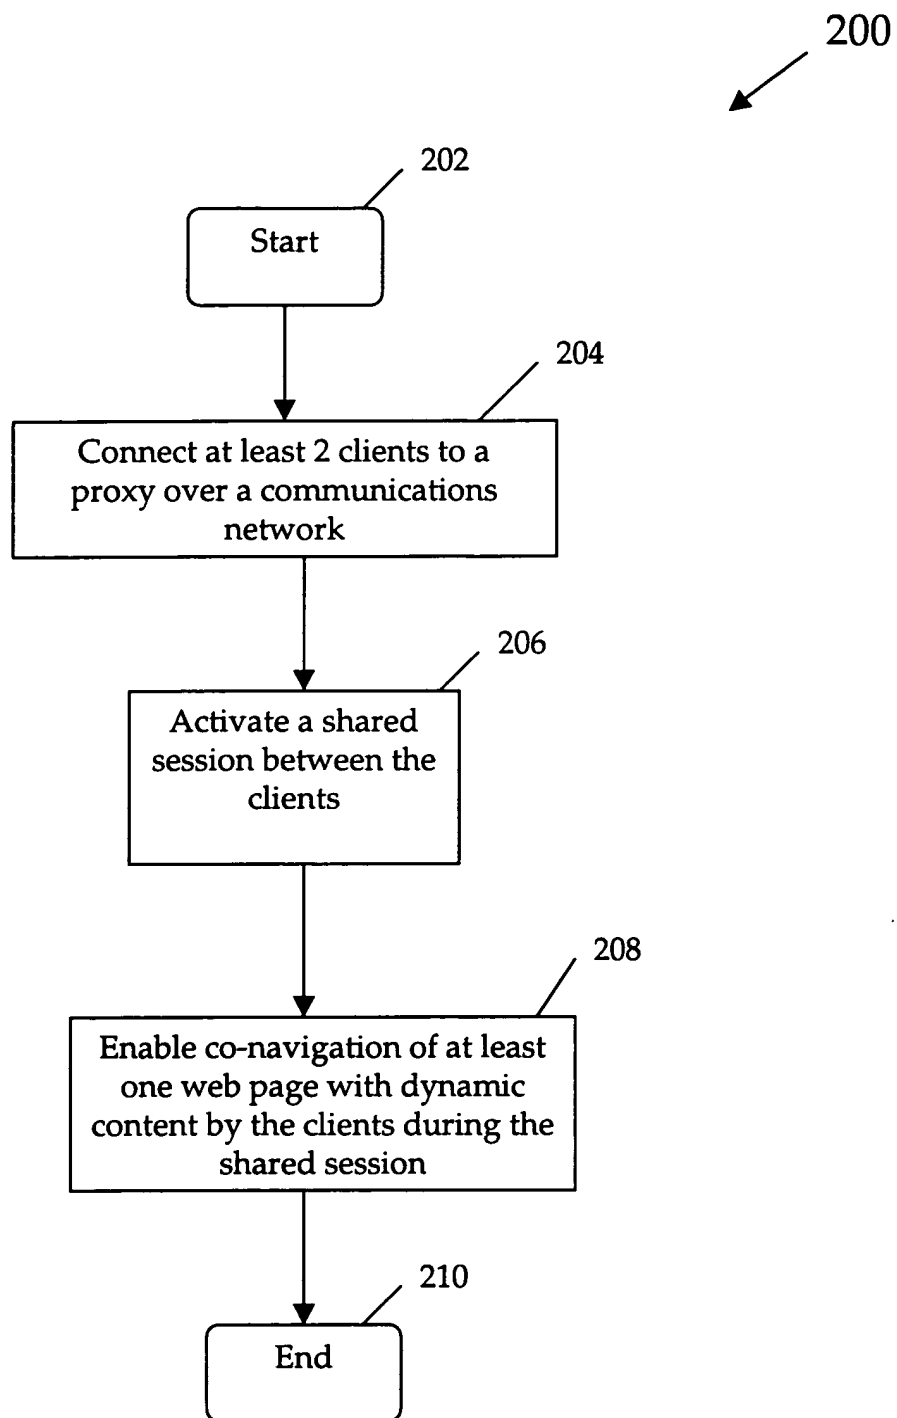 200
202
Start
204
Connect at least 2 clients to a
proxy over a communications
network
206
Activate a shared
session between the
clients
208
Enable co-navigation of at least
one web page with dynamic
content by the clients during the
shared session
210
End